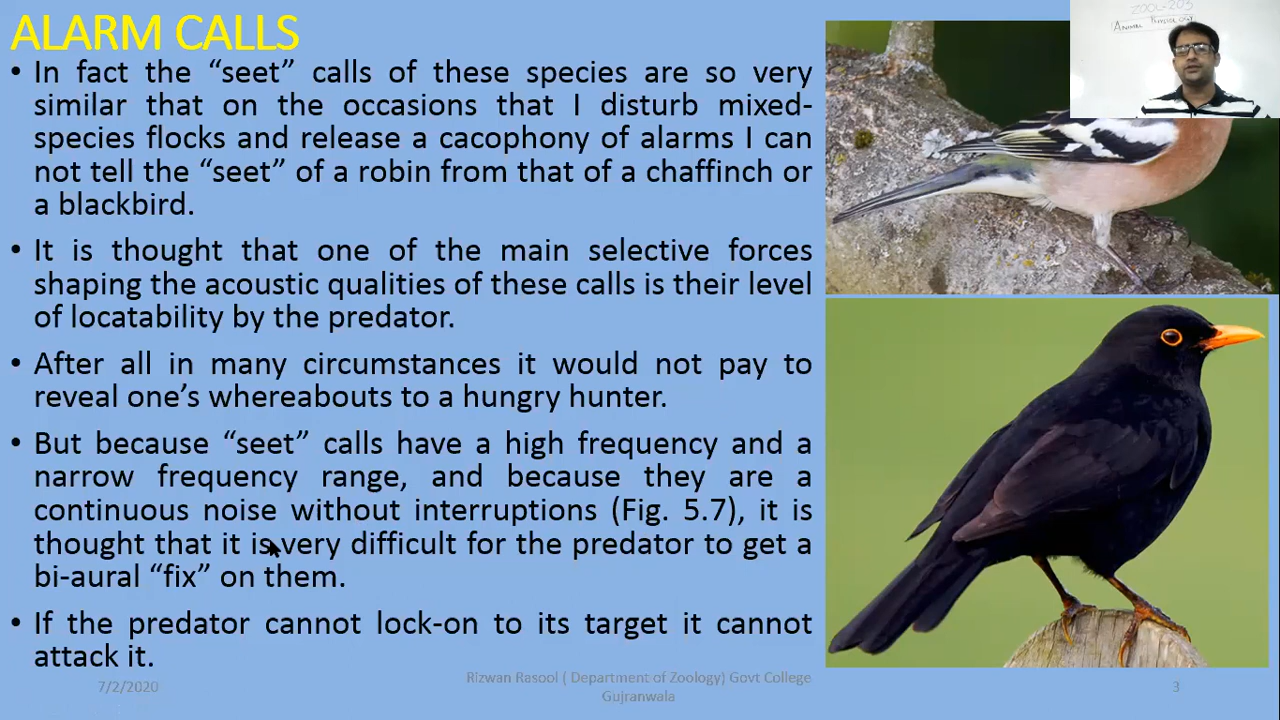 ALARM CALLS
• In fact the “seet” calls of these species are so very
similar that on the occasions that I disturb mixed-
species flocks and release a cacophony of alarms I can
not tell the “seet” of a robin from that of a chaffinch or
a blackbird.
• It is thought that one of the main selective forces
shaping the acoustic qualities of these calls is their level
of locatability by the predator.
• After all in many circumstances it would not pay to
reveal one’s whereabouts to a hungry hunter.
• But because “seet” calls have a high frequency and a
narrow frequency range, and because they are a
continuous noise without interruptions (Fig. 5.7), it is
thought that it is very difficult for the predator to get a
bi-aural “fix” on them.
• If the predator cannot lock-on to its target it cannot
attack it.
ZOOL-203
Animal Physiology
7/2/2020
Rizwan Rasool ( Department of Zoology) Govt College
Gujranwala
3